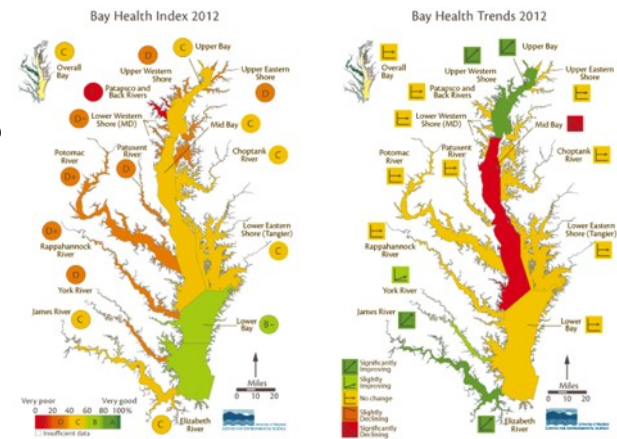 Bay Health Index 2012
C
Overall
Bay
D
Upper Western
Shore
C
Upper Bay
Upper Eastern
Shore
D
Patapsco and
Back Rivers
D-
Lower Western
Shore (MD)
Mid Bay
C
Potomac
River
D+
Patuxent
River
D
Choptank
River
C
D+
Rappahannock
River
Lower Eastern
Shore (Tangier)
C
D
York River
James River
C
Lower
Bay
B-
Miles
0 10 20
Very poor
Very good
0 20 40 60 80 100%
D C B A
Insufficient data
C
Elizabeth
River
Bay Health Trends 2012
Overall
Bay
Upper Western
Shore
Upper Bay
Upper Eastern
Shore
Patapsco and
Back Rivers
Lower Western
Shore (MD)
Mid Bay
Potomac
River
Patuxent
River
Choptank
River
Rappahannock
River
Lower Eastern
Shore (Tangier)
York River
James River
Lower
Bay
Significantly
Improving
Slightly
Improving
No change
Slightly
Declining
Significantly
Declining
Miles
0 10 20
Elizabeth
River